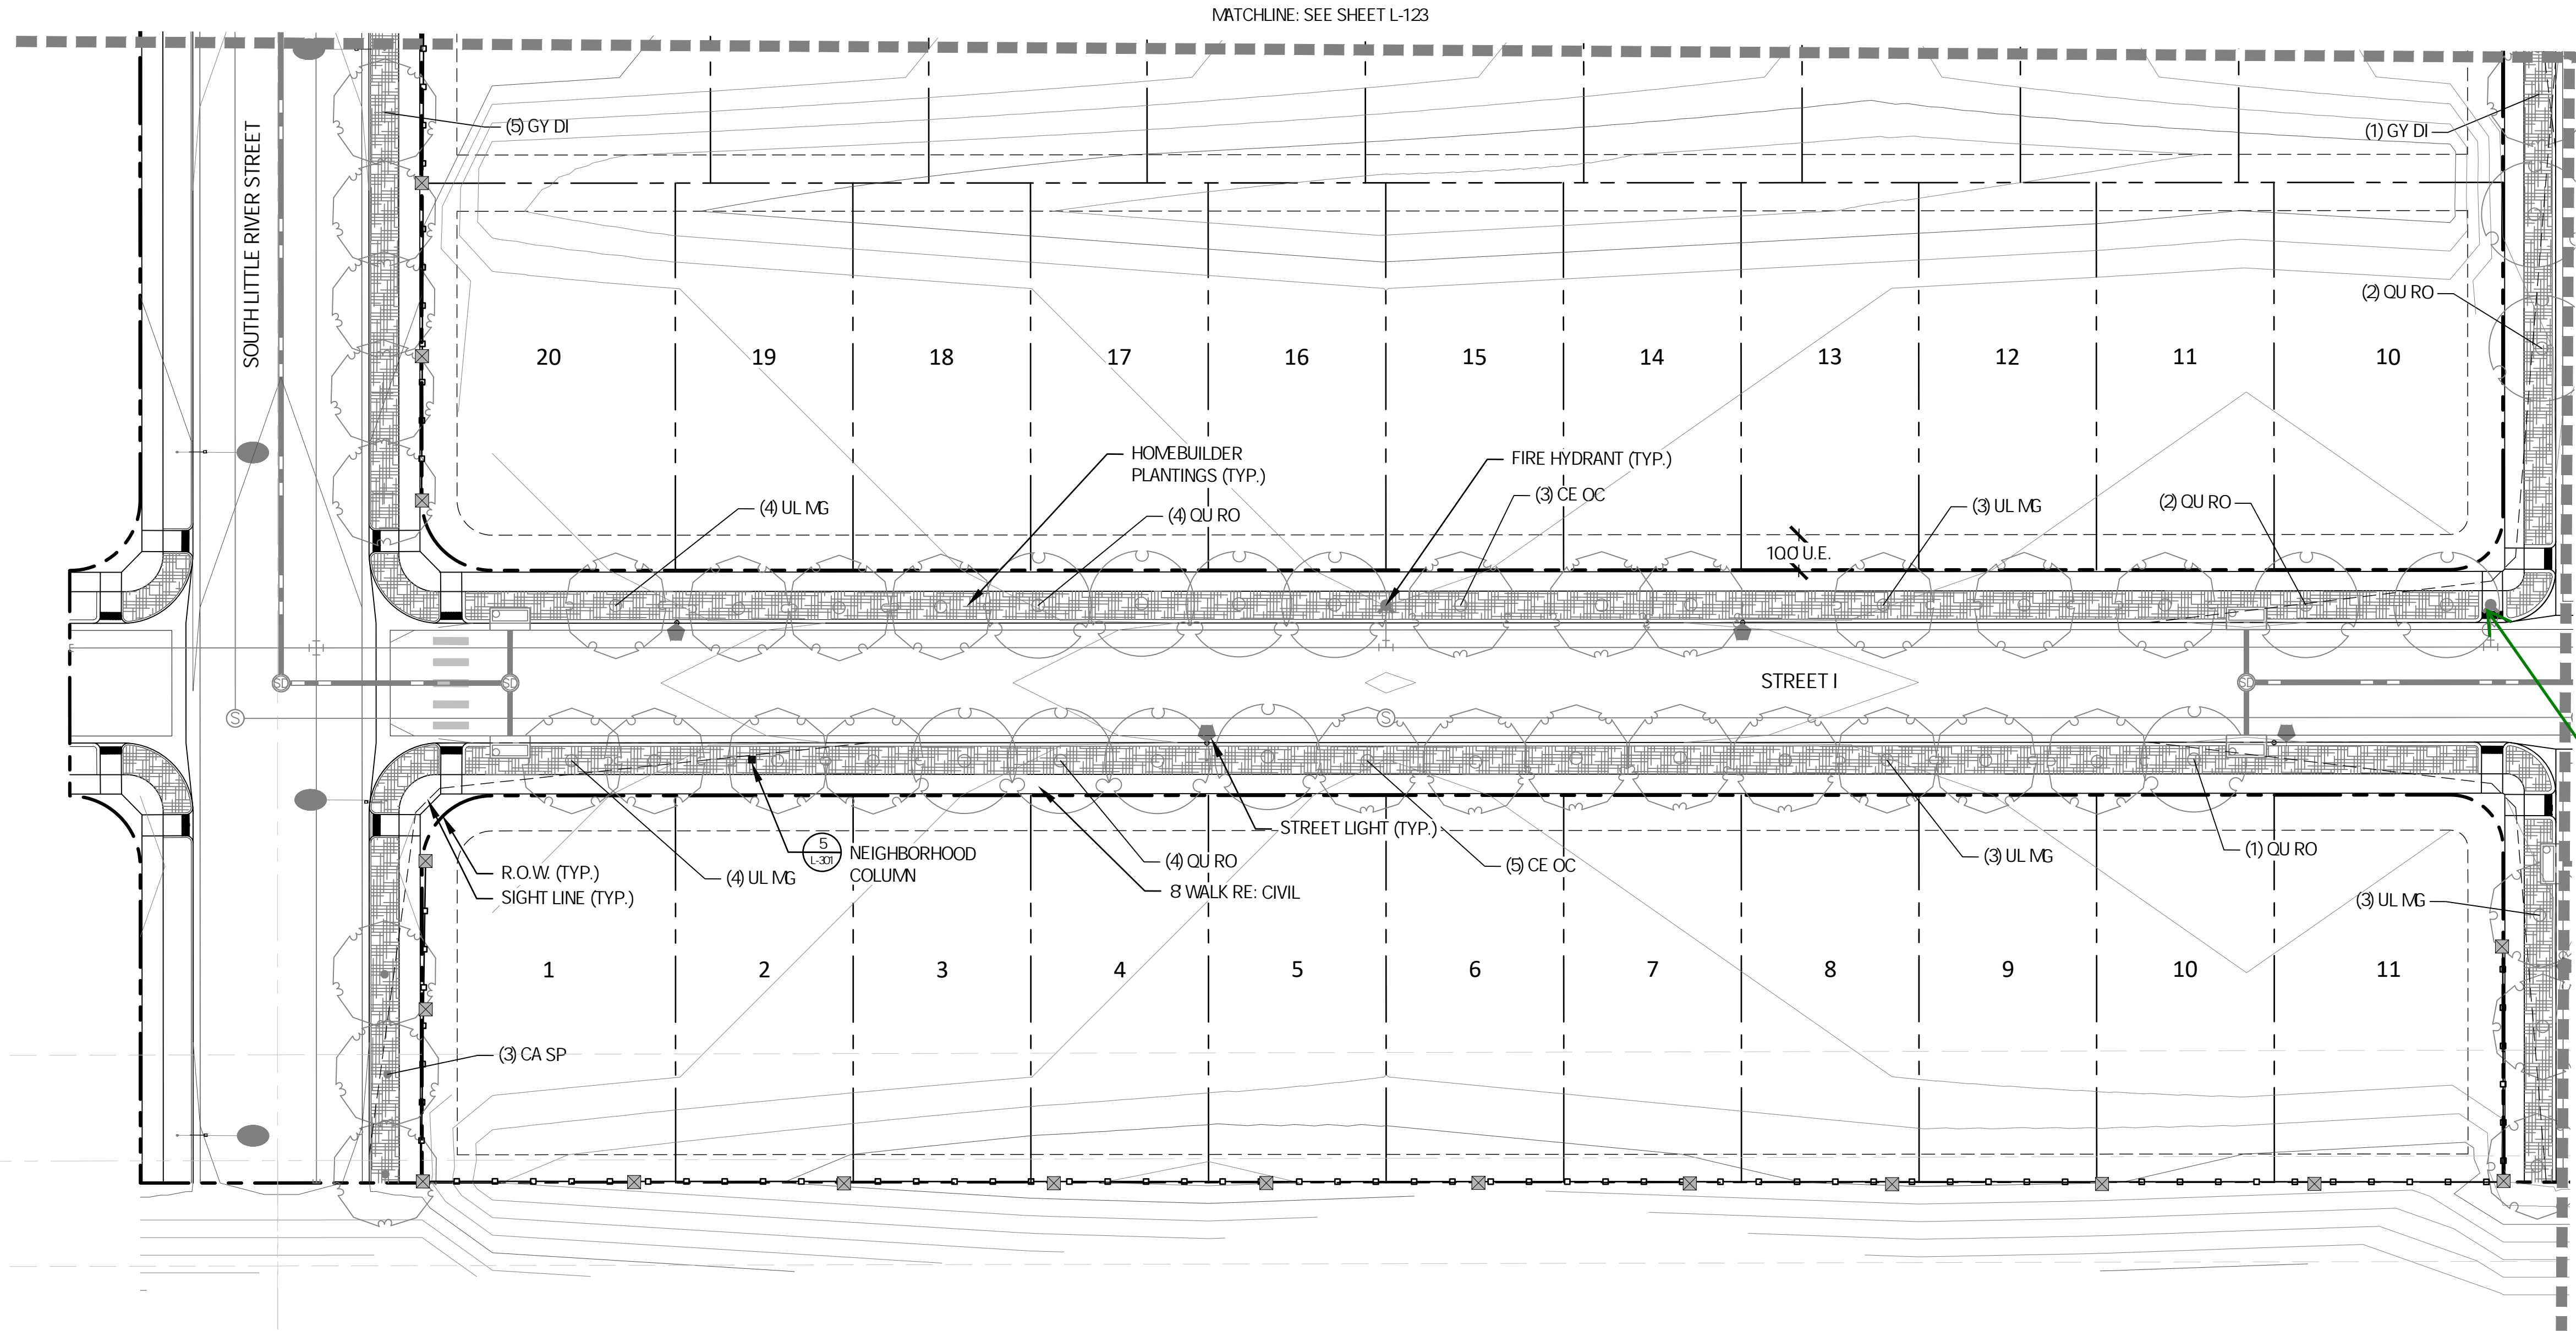 MATCHLINE: SEE SHEET L-123
SOUTH LITTLE RIVER STREET
(5) GY DI
(1) GY DI
(2) QU RO
20
19
18
17
16
15
14
13
12
11
10
HOMEBUILDER
PLANTINGS (TYP.)
FIRE HYDRANT (TYP.)
(4) UL MG
(4) QU RO
(3) CE OC
(3) UL MG
(2) QU RO
10.0' U.E.
SD
SD
STREET I
SD
S
S
STREET LIGHT (TYP.)
5
L-301
NEIGHBORHOOD
COLUMN
R.O.W. (TYP.)
SIGHT LINE (TYP.)
(4) UL MG
(4) QU RO
8' WALK RE: CIVIL
(5) CE OC
(3) UL MG
(1) QU RO
(3) UL MG
1
2
3
4
5
6
7
8
9
10
11
(3) CA SP